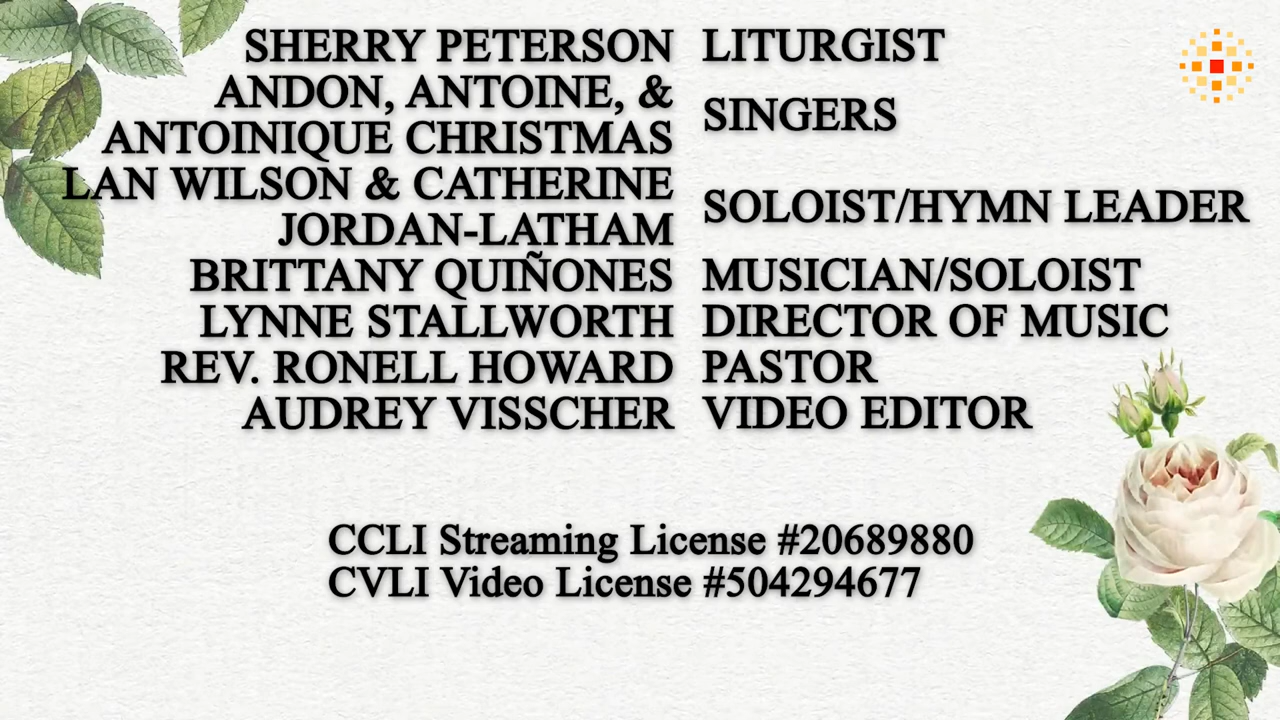 SHERRY PETERSON LITURGIST
ANDON, ANTOINE, &
ANTOINIQUE CHRISTMAS SINGERS
LAN WILSON & CATHERINE
JORDAN-LATHAM SOLOIST/HYMN LEADER
BRITTANY QUIÑONES MUSICIAN/SOLOIST
LYNNE STALLWORTH DIRECTOR OF MUSIC
REV. RONELL HOWARD PASTOR
AUDREY VISSCHER VIDEO EDITOR
CCLI Streaming License #20689880
CVLI Video License #504294677